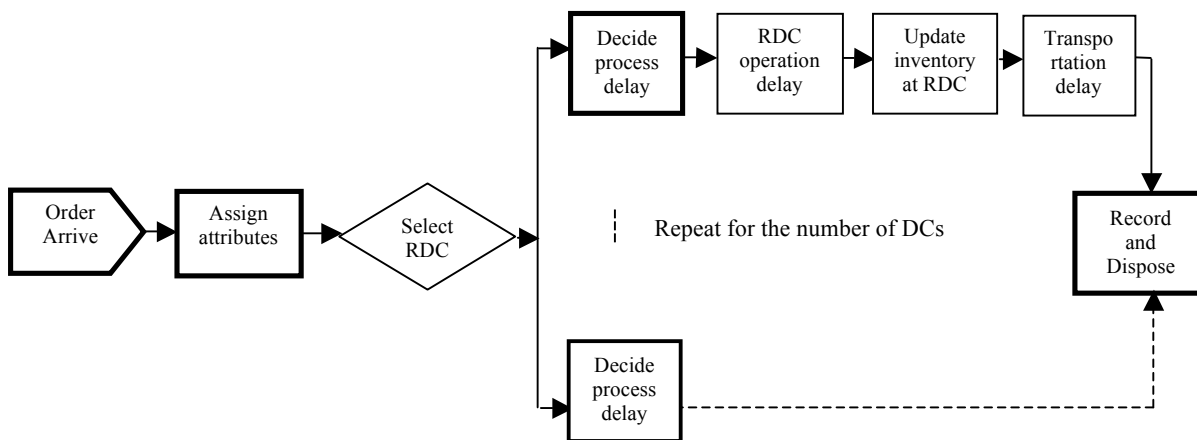 Order
Arrive
Assign
attributes
Select
RDC
Decide
process
delay
RDC
operation
delay
Update
inventory
at RDC
Transpo
rtation
delay
Repeat for the number of DCs
Decide
process
delay
Record
and
Dispose